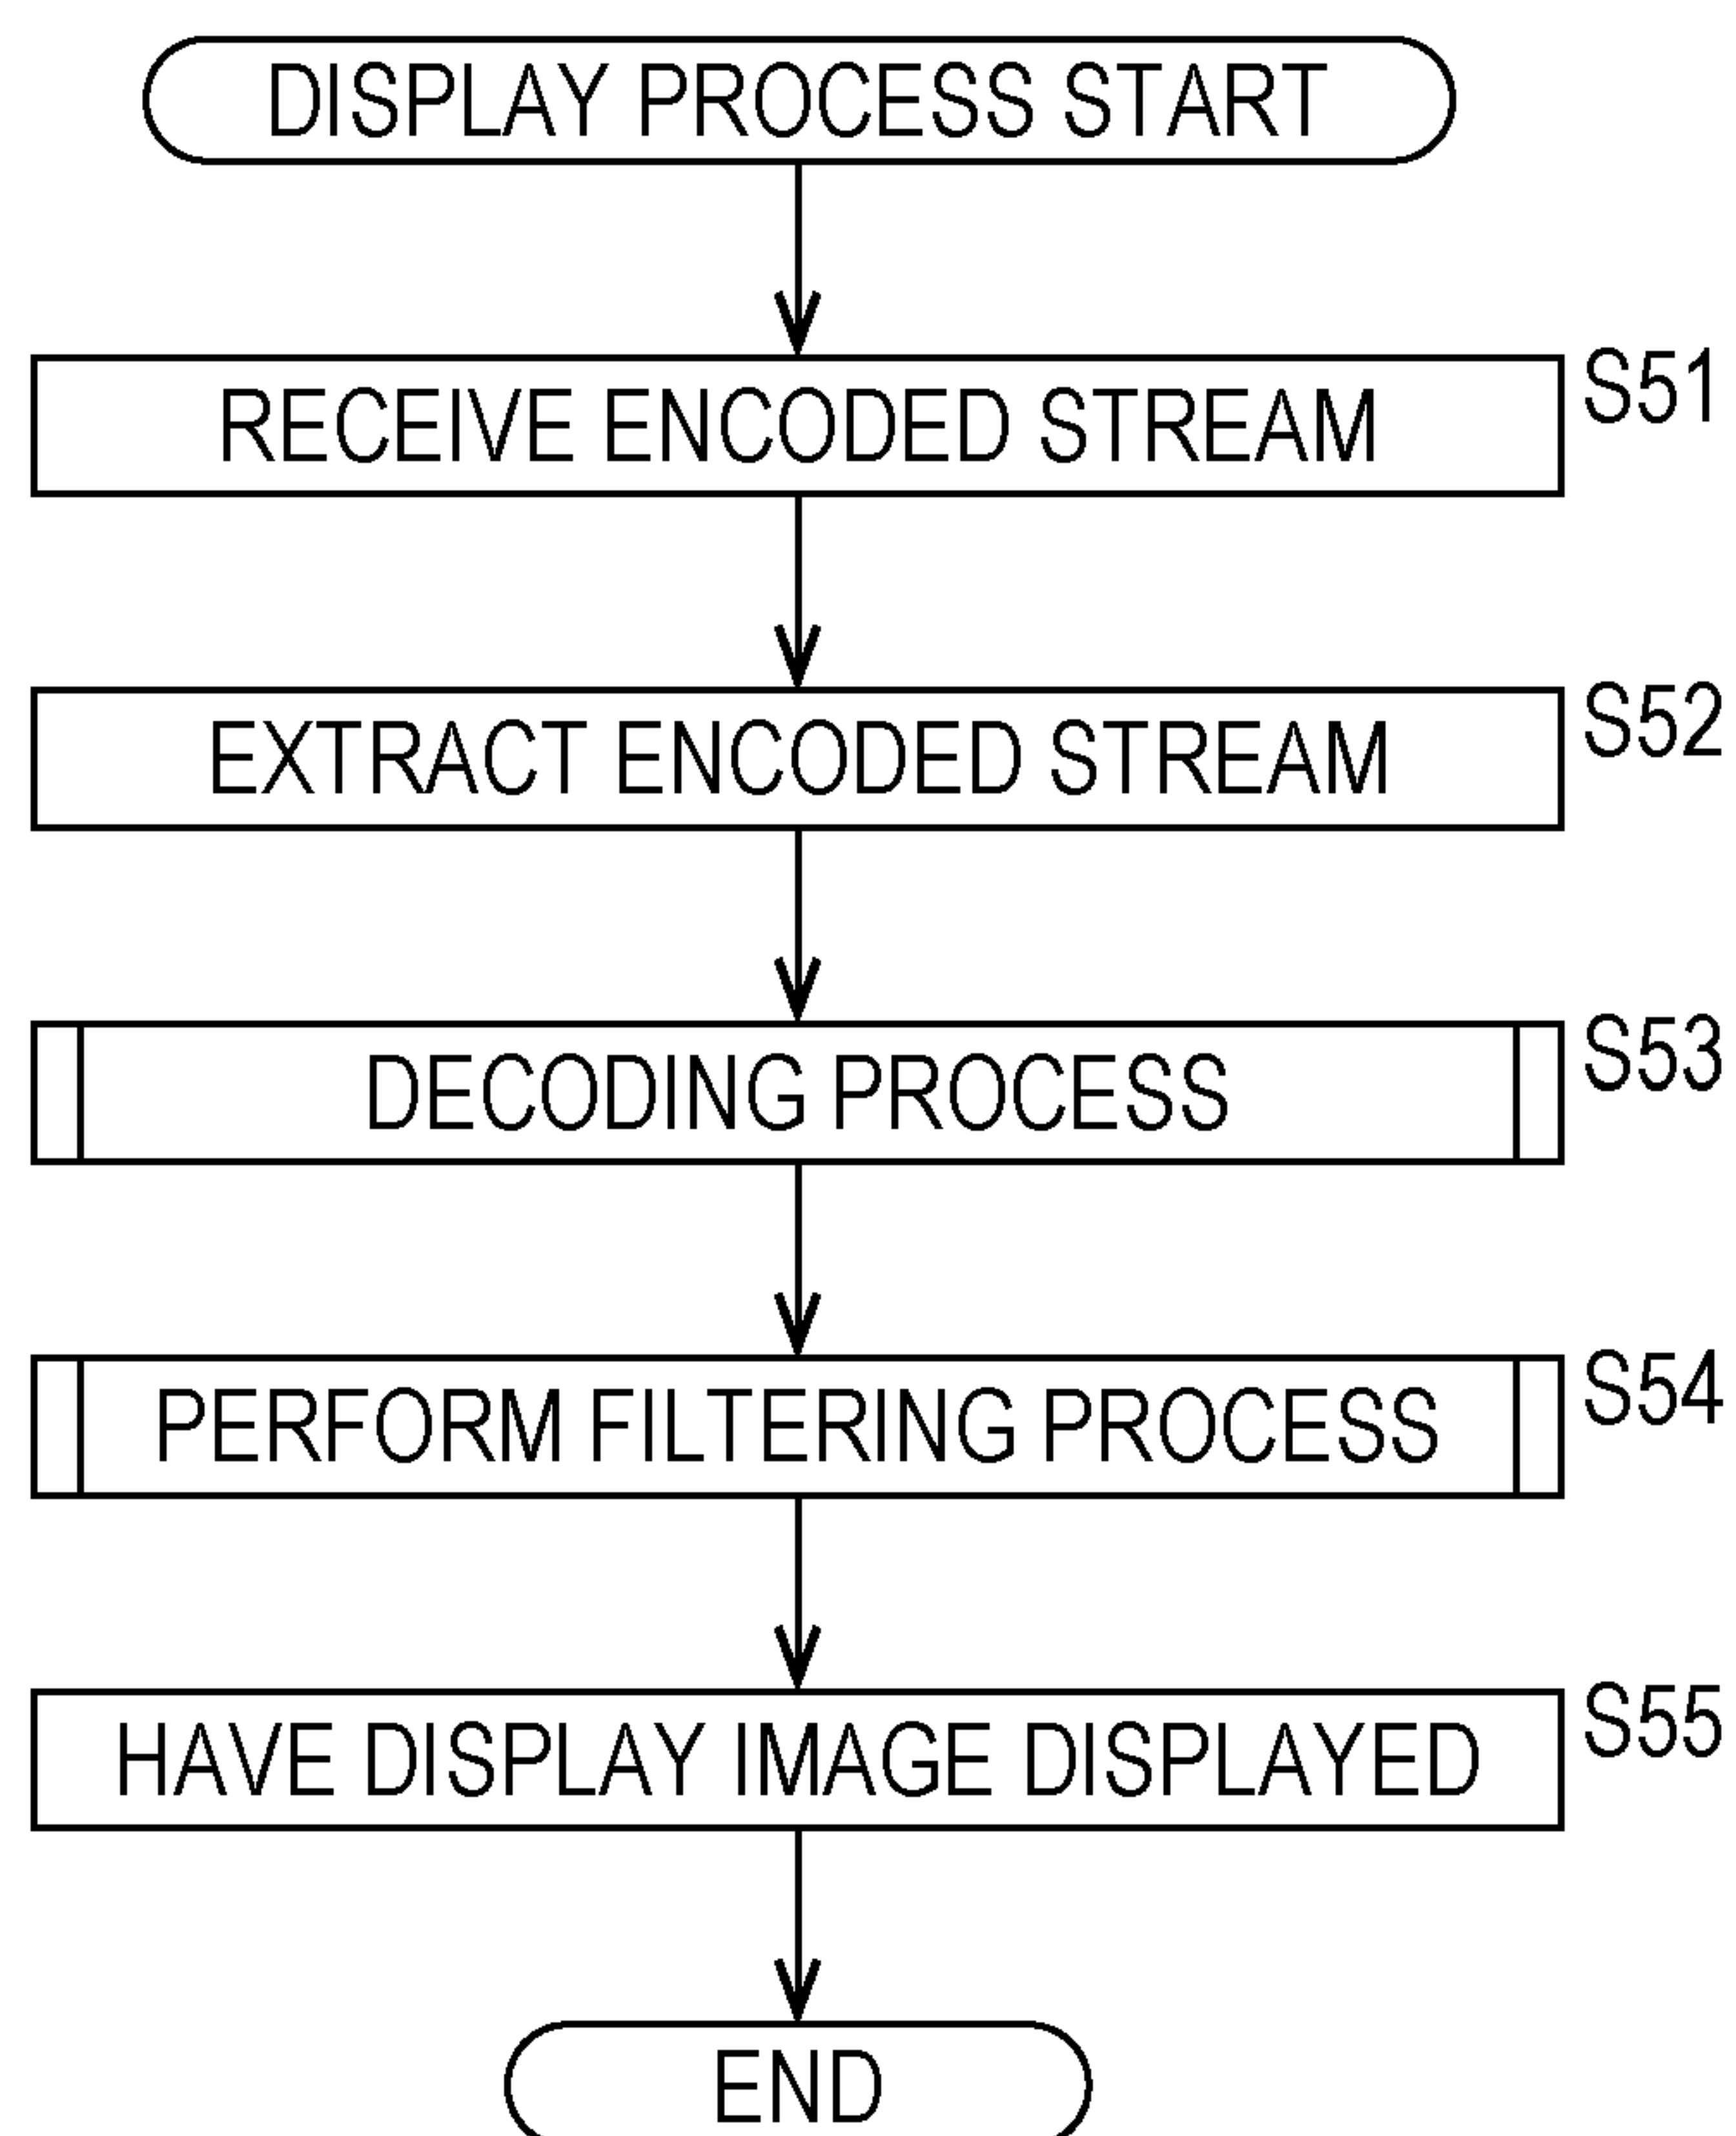 DISPLAY PROCESS START
S51
RECEIVE ENCODED STREAM
S52
EXTRACT ENCODED STREAM
S53
DECODING PROCESS
S54
PERFORM FILTERING PROCESS
S55
HAVE DISPLAY IMAGE DISPLAYED
END